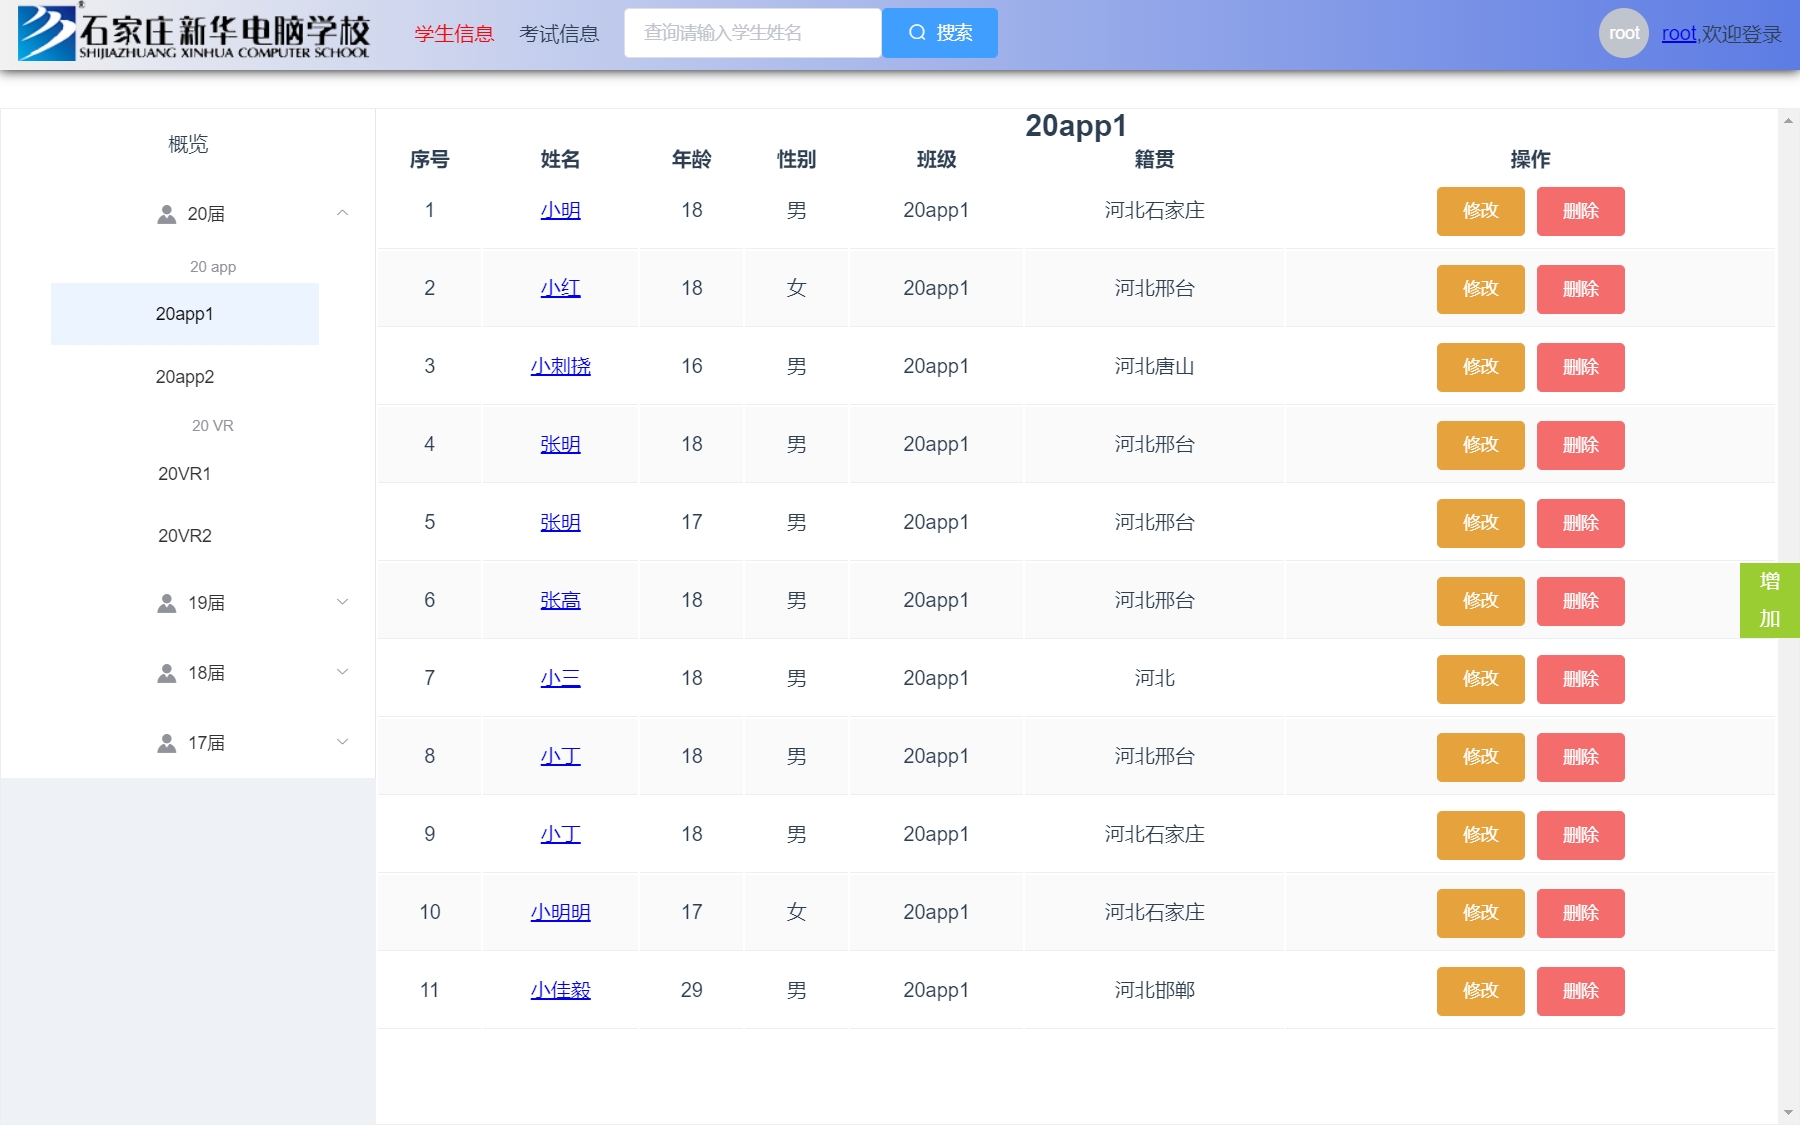 石家庄新华电脑学校 ®
SHIJIAZHUANG XINHUA COMPUTER SCHOOL
学生信息 考试信息 查询请输入学生姓名 搜索 root root,欢迎登录
概览
20届
20 app
20app1
20app2
20 VR
20VR1
20VR2
19届
18届
17届
20app1
序号 姓名 年龄 性别 班级 籍贯 操作
1 小明 18 男 20app1 河北石家庄 修改 删除
2 小红 18 女 20app1 河北邢台 修改 删除
3 小刺挠 16 男 20app1 河北唐山 修改 删除
4 张明 18 男 20app1 河北邢台 修改 删除
5 张明 17 男 20app1 河北邢台 修改 删除
6 张高 18 男 20app1 河北邢台 修改 删除
7 小三 18 男 20app1 河北 修改 删除
8 小丁 18 男 20app1 河北邢台 修改 删除
9 小丁 18 男 20app1 河北石家庄 修改 删除
10 小明明 17 女 20app1 河北石家庄 修改 删除
11 小佳毅 29 男 20app1 河北邯郸 修改 删除
增
加